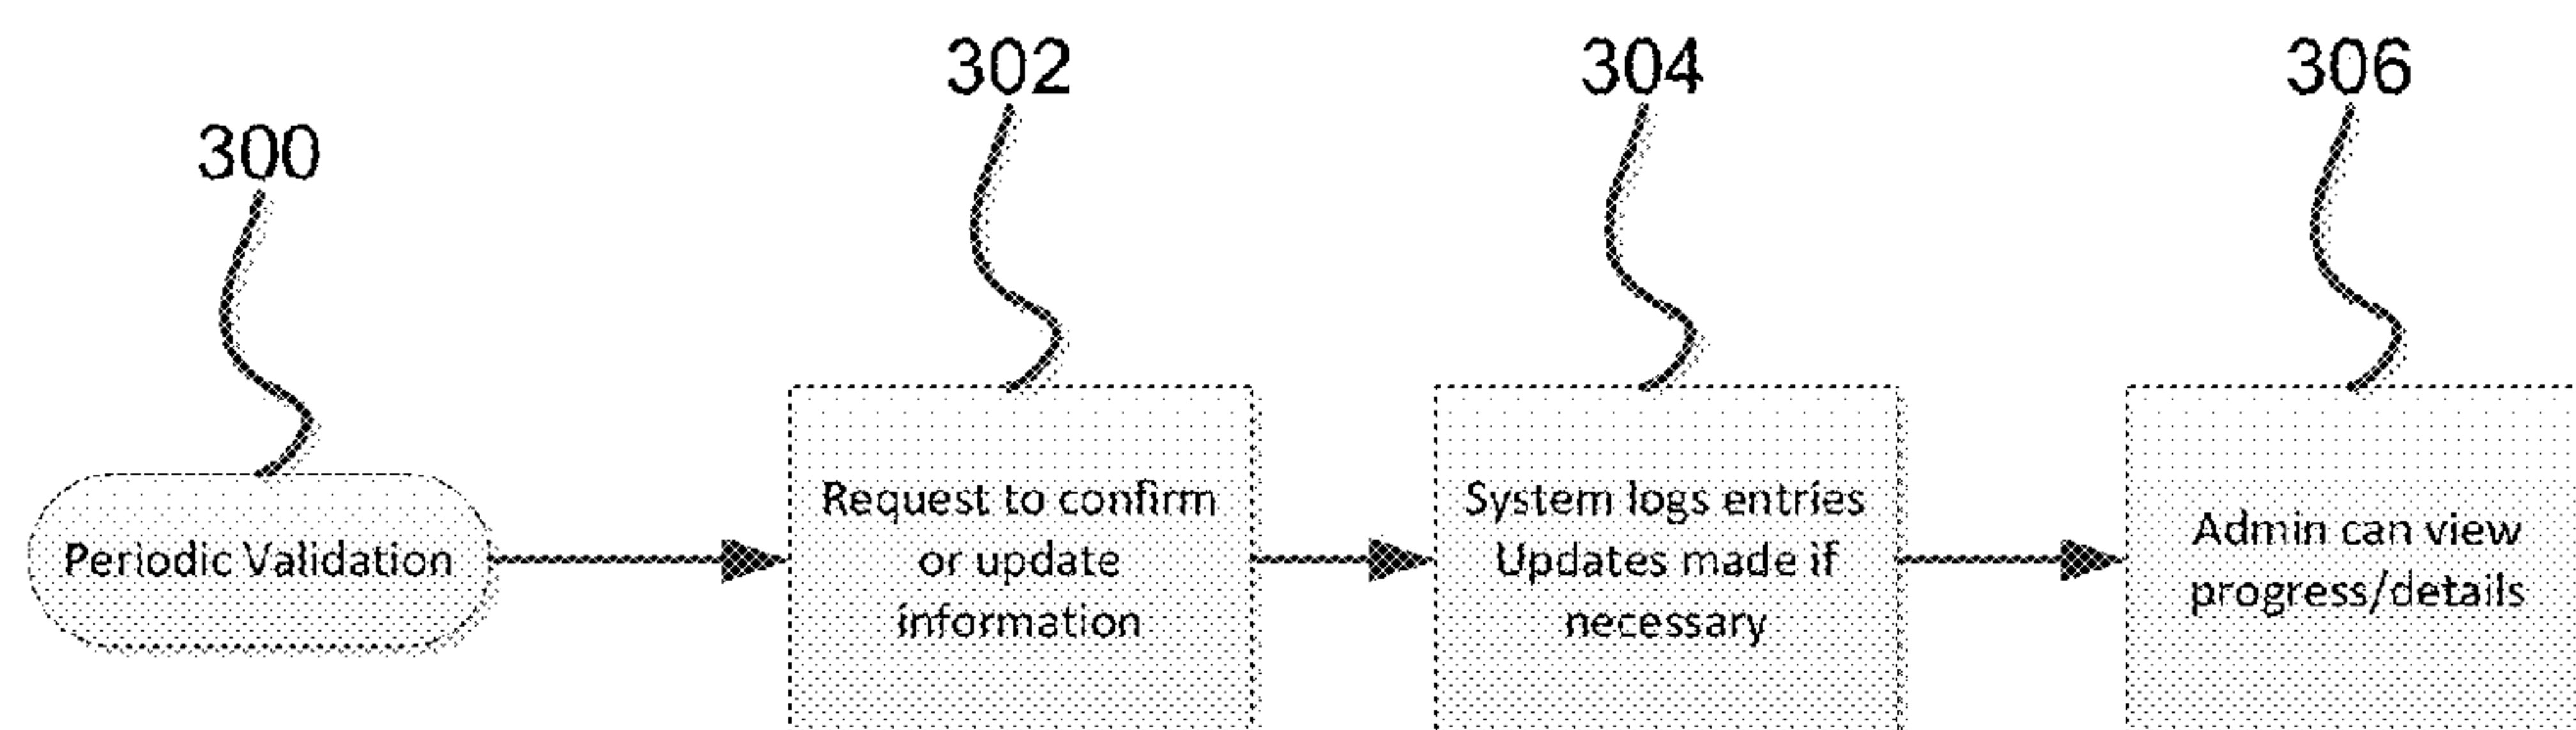 300
302
304
306
Periodic Validation
Request to confirm
or update
information
System logs entries
Updates made if
necessary
Admin can view
progress/details